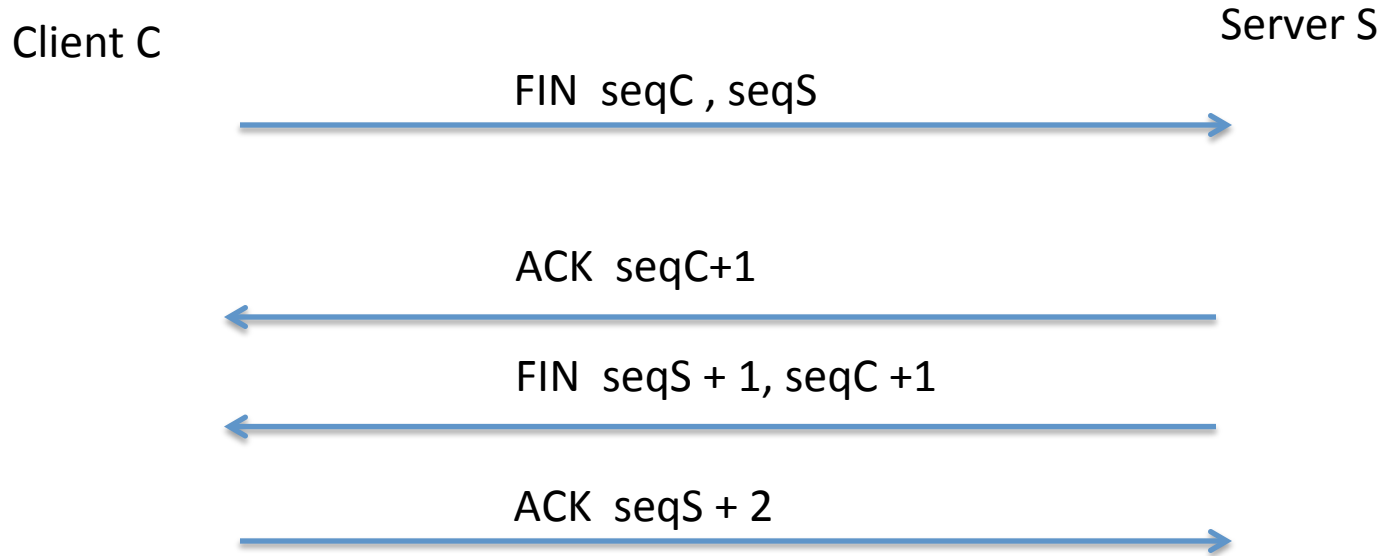 Client C
Server S
FIN seqC , seqS
ACK seqC+1
FIN seqS + 1, seqC +1
ACK seqS + 2